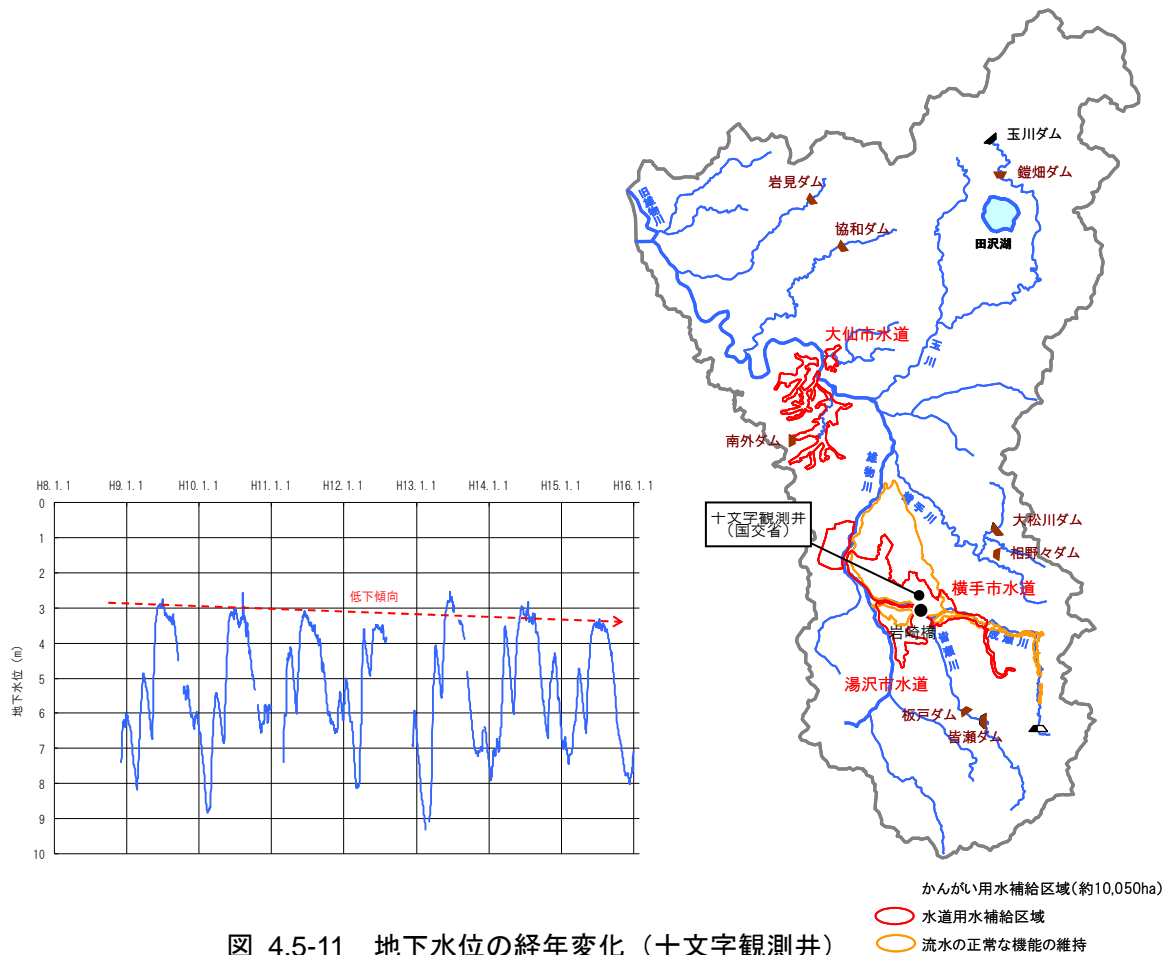 玉川ダム
鎧畑ダム
岩見ダム
旧雄物川
協和ダム
田沢湖
大仙市水道
玉川
南外ダム
雄物川
横手川
H8. 1. 1
H9. 1. 1
H10. 1. 1
H11. 1. 1
H12. 1. 1
H13. 1. 1
H14. 1. 1
H15. 1. 1
H16. 1. 1
十文字観測井
（国交省）
大松川ダム
相野々ダム
横手市水道
岩崎橋
成瀬川
皆瀬川
湯沢市水道
板戸ダム
皆瀬ダム
0
1
2
3
4
5
6
7
8
9
10
地下水位（m）
低下傾向
かんがい用水補給区域(約10,050ha)
水道用水補給区域
流水の正常な機能の維持
図 4.5-11 地下水位の経年変化（十文字観測井）